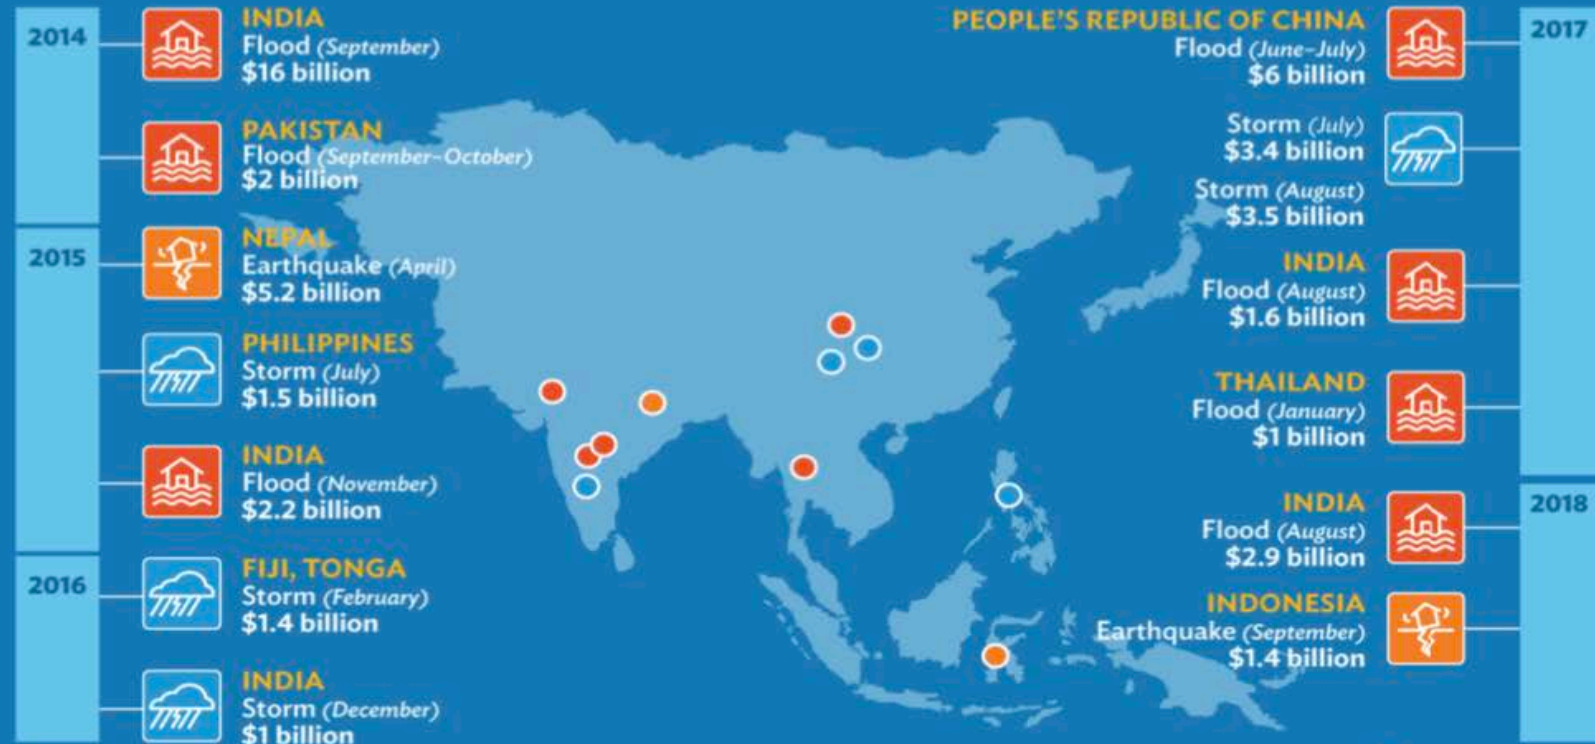 2014
INDIA
Flood (September)
$16 billion
PAKISTAN
Flood (September–October)
$2 billion
2015
NEPAL
Earthquake (April)
$5.2 billion
PHILIPPINES
Storm (July)
$1.5 billion
INDIA
Flood (November)
$2.2 billion
2016
FIJI, TONGA
Storm (February)
$1.4 billion
INDIA
Storm (December)
$1 billion
2017
PEOPLE'S REPUBLIC OF CHINA
Flood (June–July)
$6 billion
Storm (July)
$3.4 billion
Storm (August)
$3.5 billion
INDIA
Flood (August)
$1.6 billion
THAILAND
Flood (January)
$1 billion
2018
INDIA
Flood (August)
$2.9 billion
INDONESIA
Earthquake (September)
$1.4 billion